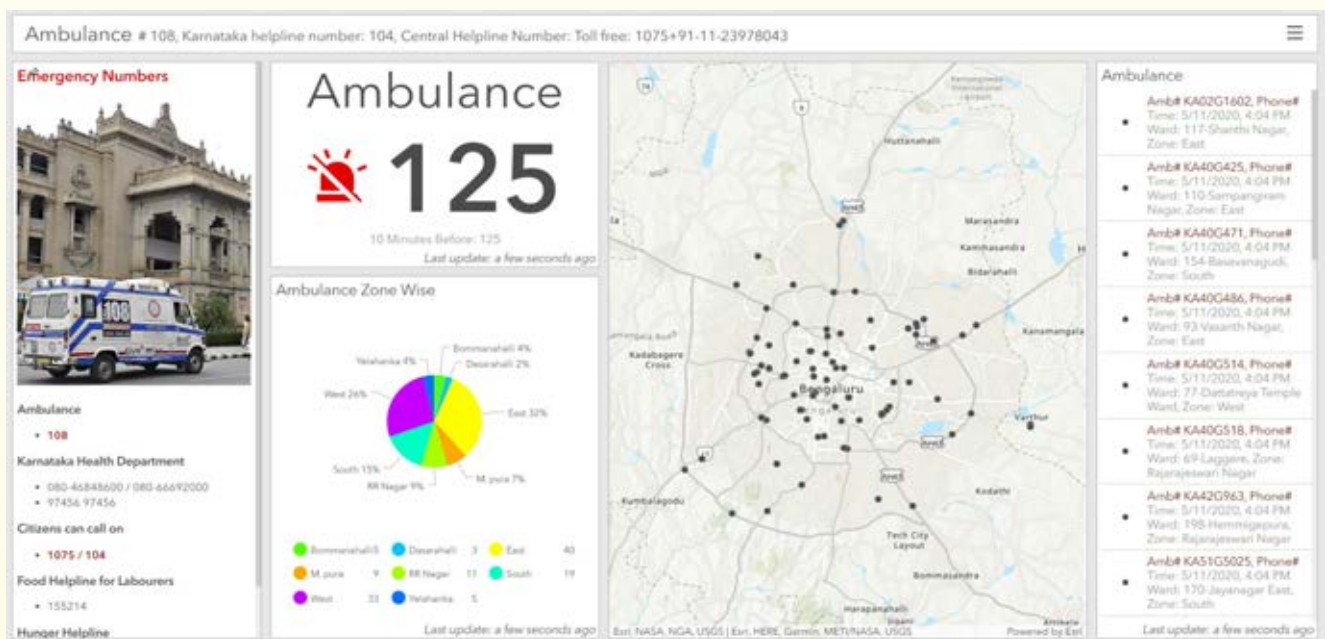 Ambulance # 108, Karnataka helpline number: 104, Central Helpline Number: Toll free: 1075+91-11-23978043
Emergency Numbers
108
Ambulance
• 108
Karnataka Health Department
• 080-46848600 / 080-66692000
• 97456 97456
Citizens can call on
• 1075 / 104
Food Helpline for Labourers
• 155214
Hunger Helpline
Ambulance
125
10 Minutes Before: 125
Last update: a few seconds ago
Ambulance Zone Wise
Bommanahalli 4%
Yelahanka 4%
Dasarahalli 2%
West 26%
East 32%
South 15%
M. pura 7%
RR Nagar 9%
Bommanahalli 5 Dasarahalli 3 East 40
M. pura 9 RR Nagar 11 South 19
West 33 Yelahanka 5
Last update: a few seconds ago
Kempegowda
International
Airport
Huttanahalli
Marasandra
Kammasandra
Bidarahalli
Kadabagere
Cross
Kannamangala
Bengaluru
Varthur
Kumbalagodu
Kodathi
Tech City
Layout
Bommasandra
Harapanahalli
Jigani
Esri, NASA, NGA, USGS | Esri, HERE, Garmin, METI/NASA, USGS
Powered by Esri
Ambulance
Amb# KA02G1602, Phone#
Time: 5/11/2020, 4:04 PM
Ward: 117-Shanthi Nagar,
Zone: East
Amb# KA40G425, Phone#
Time: 5/11/2020, 4:04 PM
Ward: 110-Sampangiram
Nagar, Zone: East
Amb# KA40G471, Phone#
Time: 5/11/2020, 4:04 PM
Ward: 154-Basavanagudi,
Zone: South
Amb# KA40G486, Phone#
Time: 5/11/2020, 4:04 PM
Ward: 93-Vasanth Nagar,
Zone: East
Amb# KA40G514, Phone#
Time: 5/11/2020, 4:04 PM
Ward: 77-Dattatreya Temple
Ward, Zone: West
Amb# KA40G518, Phone#
Time: 5/11/2020, 4:04 PM
Ward: 69-Laggere, Zone:
Rajarajeswari Nagar
Amb# KA42G963, Phone#
Time: 5/11/2020, 4:04 PM
Ward: 198-Hemmigepura,
Zone: Rajarajeswari Nagar
Amb# KA51G5025, Phone#
Time: 5/11/2020, 4:04 PM
Ward: 170-Jayanagar East,
Zone: South
Last update: a few seconds ago